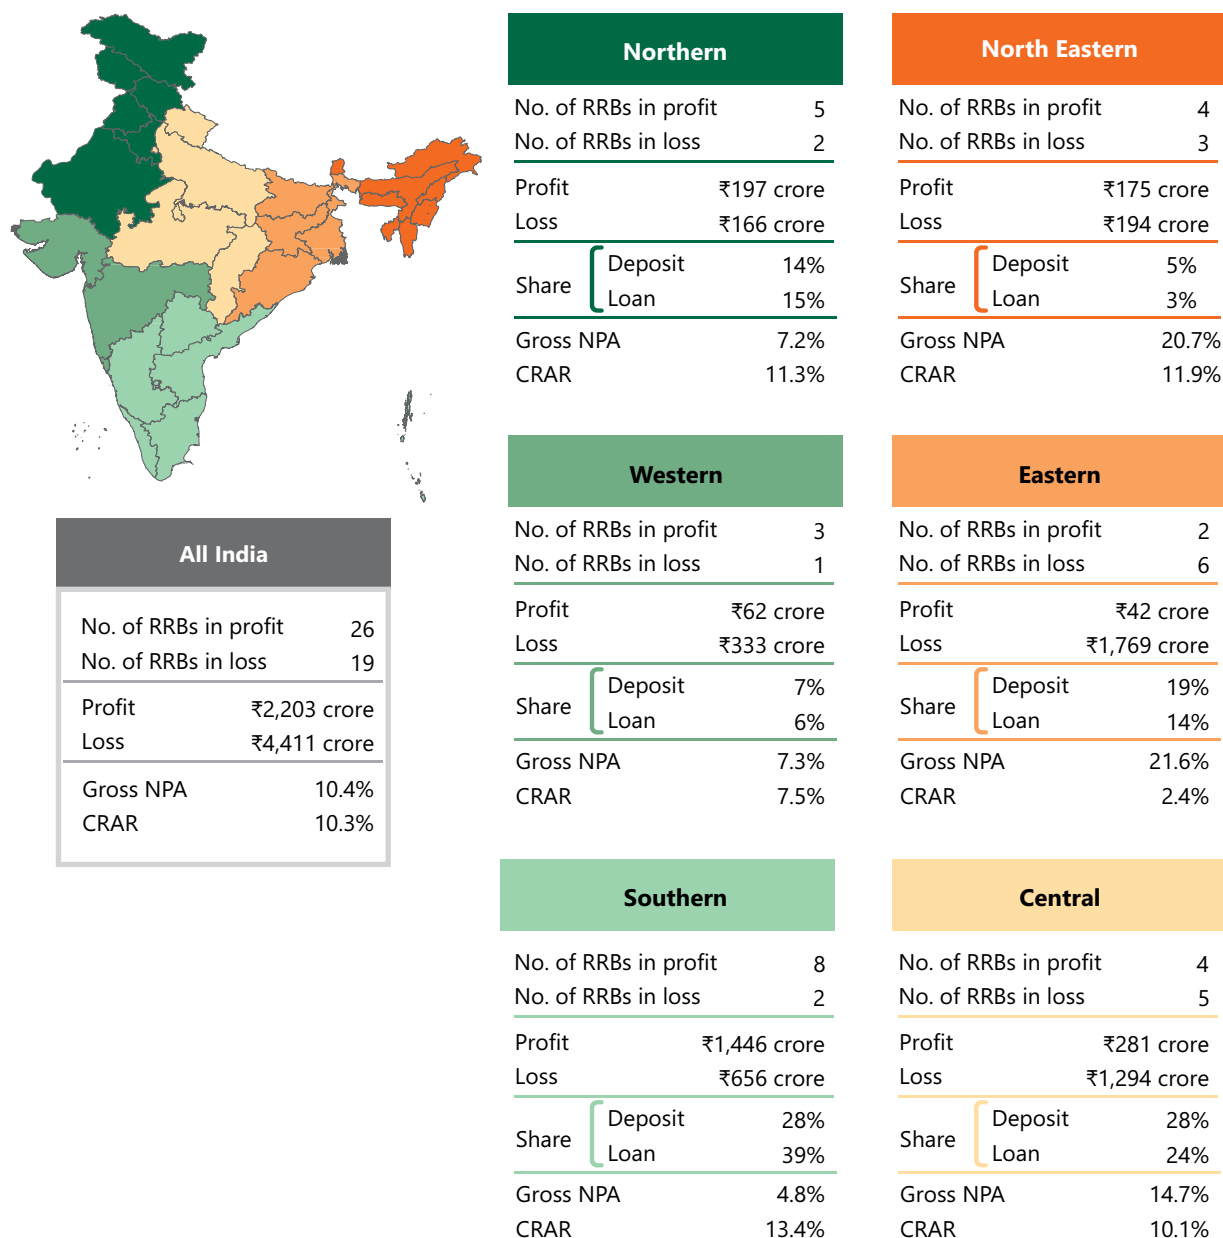 Northern
No. of RRBs in profit 5
No. of RRBs in loss 2
Profit ₹197 crore
Loss ₹166 crore
Share
Deposit 14%
Loan 15%
Gross NPA 7.2%
CRAR 11.3%
North Eastern
No. of RRBs in profit 4
No. of RRBs in loss 3
Profit ₹175 crore
Loss ₹194 crore
Share
Deposit 5%
Loan 3%
Gross NPA 20.7%
CRAR 11.9%
Western
No. of RRBs in profit 3
No. of RRBs in loss 1
Profit ₹62 crore
Loss ₹333 crore
Share
Deposit 7%
Loan 6%
Gross NPA 7.3%
CRAR 7.5%
Eastern
No. of RRBs in profit 2
No. of RRBs in loss 6
Profit ₹42 crore
Loss ₹1,769 crore
Share
Deposit 19%
Loan 14%
Gross NPA 21.6%
CRAR 2.4%
All India
No. of RRBs in profit 26
No. of RRBs in loss 19
Profit ₹2,203 crore
Loss ₹4,411 crore
Gross NPA 10.4%
CRAR 10.3%
Southern
No. of RRBs in profit 8
No. of RRBs in loss 2
Profit ₹1,446 crore
Loss ₹656 crore
Share
Deposit 28%
Loan 39%
Gross NPA 4.8%
CRAR 13.4%
Central
No. of RRBs in profit 4
No. of RRBs in loss 5
Profit ₹281 crore
Loss ₹1,294 crore
Share
Deposit 28%
Loan 24%
Gross NPA 14.7%
CRAR 10.1%